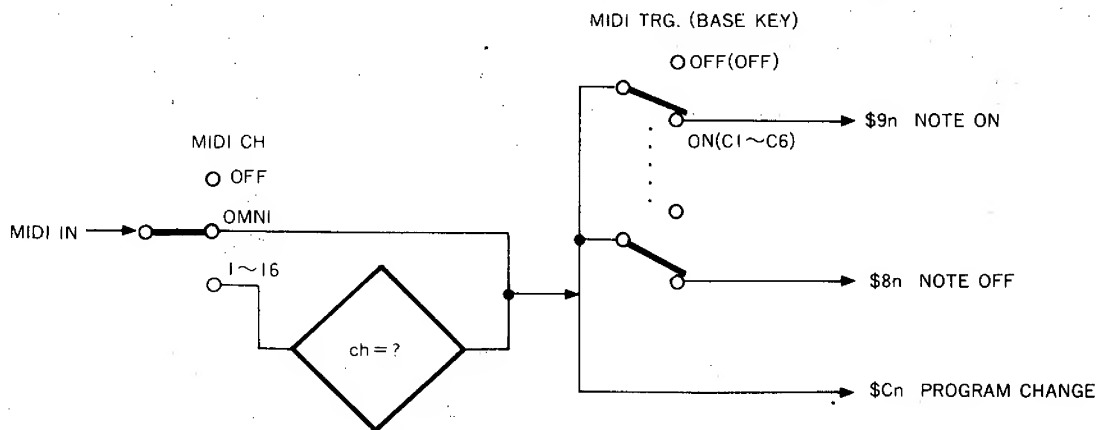 MIDI TRG. (BASE KEY)
OFF(OFF)
$9n NOTE ON
ON(C1~C6)
MIDI CH
OFF
OMNI
MIDI IN
1~16
$8n NOTE OFF
ch=?
$Cn PROGRAM CHANGE